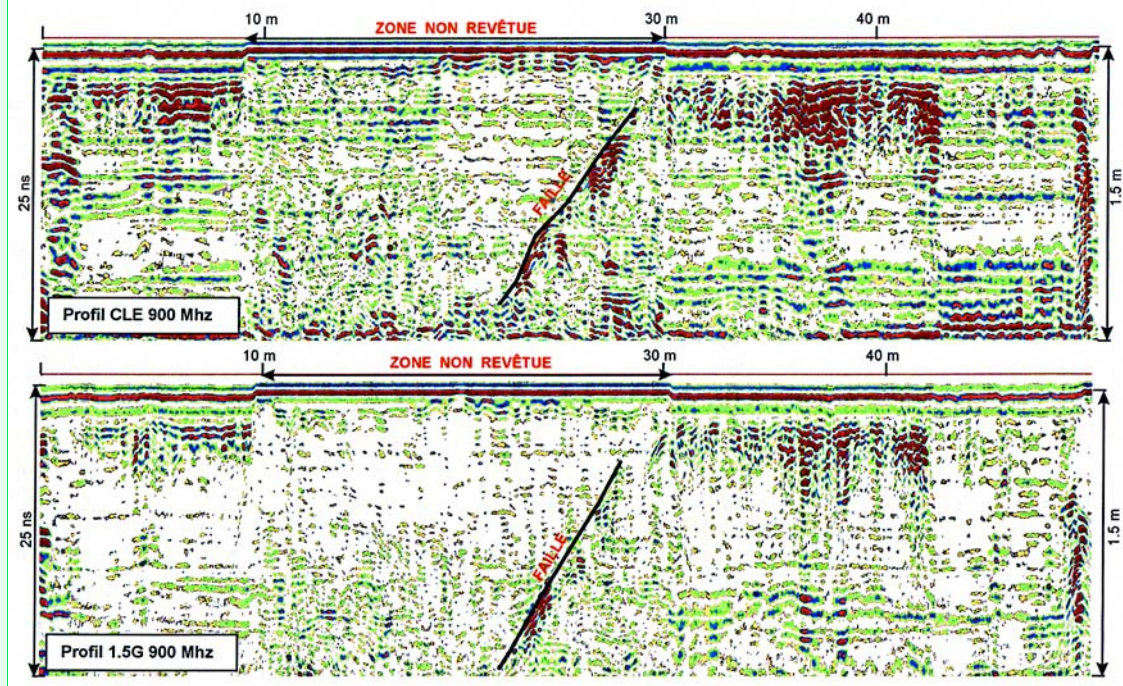 10 m
ZONE NON REVÊTUE
30 m
40 m
25 ns
FAILLE
1.5 m
Profil CLE 900 Mhz
10 m
ZONE NON REVÊTUE
30 m
40 m
25 ns
FAILLE
1.5 m
Profil 1.5G 900 Mhz